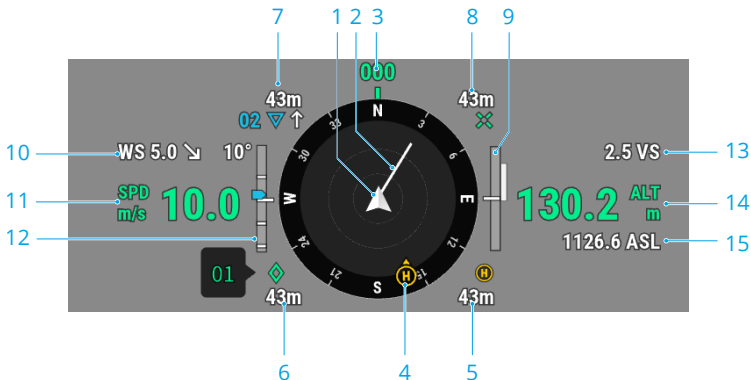 7 1 2 3 8 9
000
43m 43m
02 ↑
N
33 3
10 WS 5.0 ↘ 10° 30 6 2.5 VS 13
11 SPD m/s 10.0 W E 130.2 ALT m 14
12 24 12 1126.6 ASL 15
01 21 S H 15 H
43m 43m
6 4 5